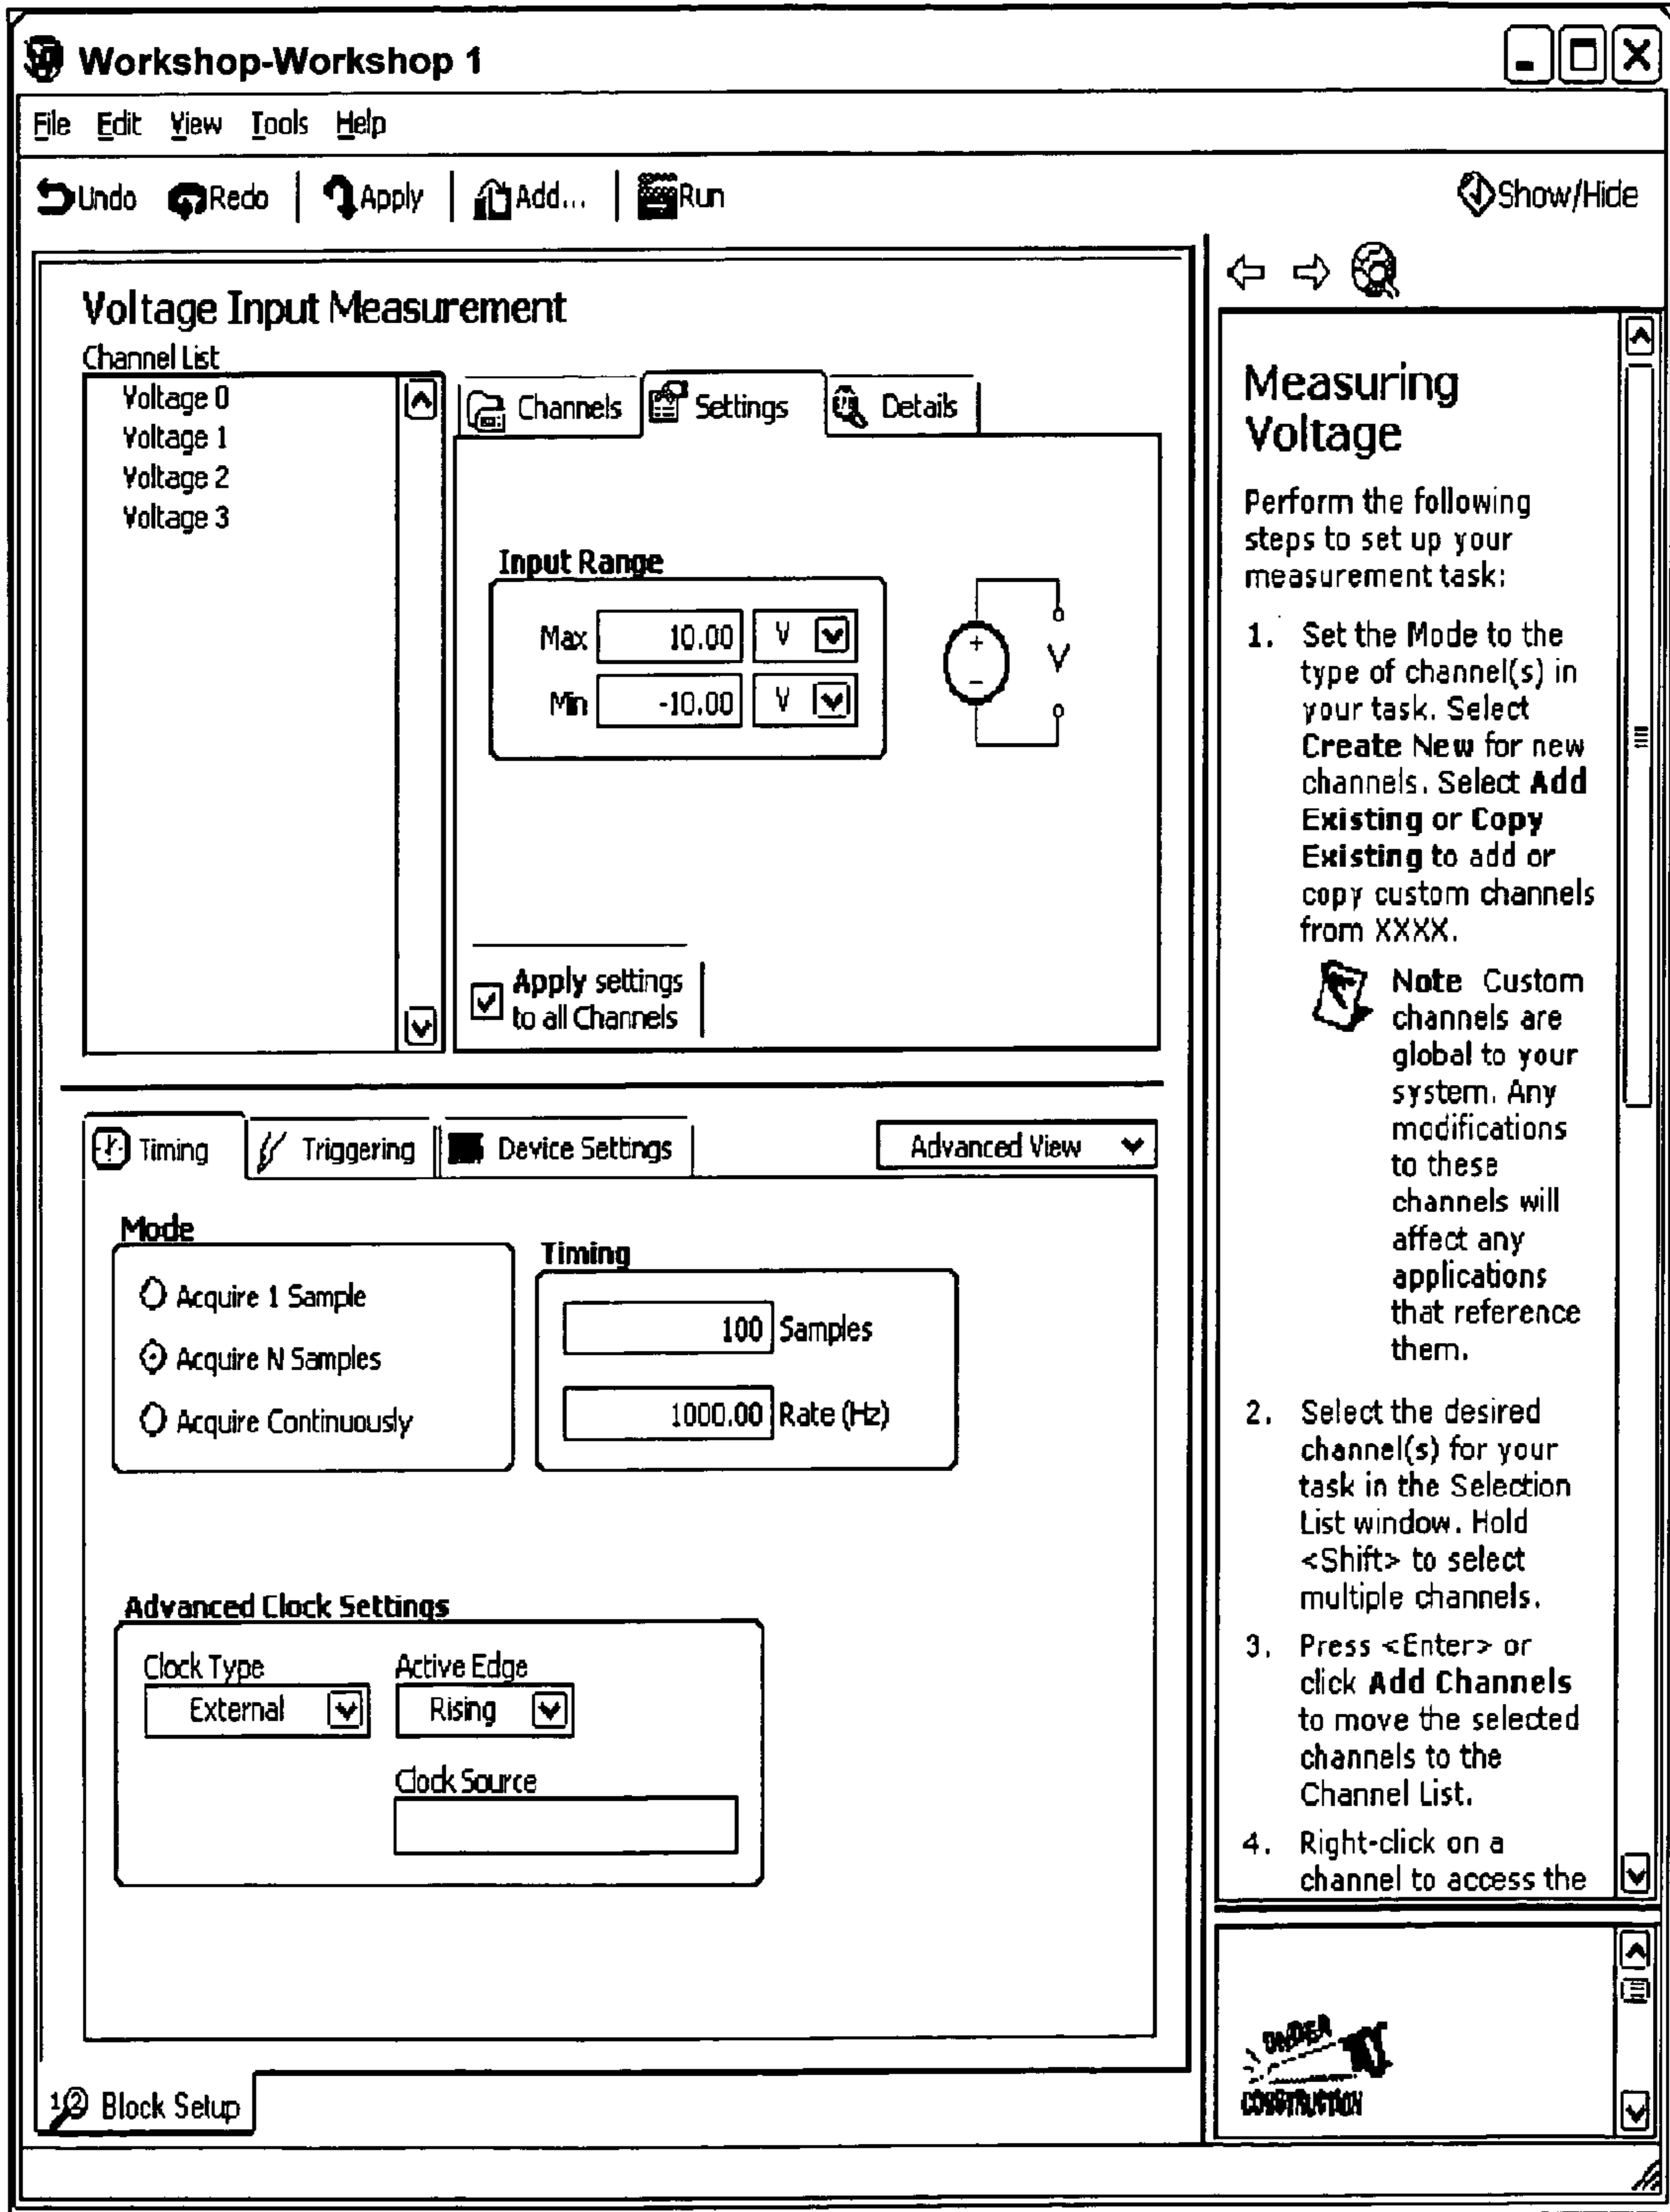 Workshop-Workshop 1
File Edit View Tools Help
Undo Redo Apply Add... Run Show/Hide
Voltage Input Measurement
Channel List
Voltage 0
Voltage 1
Voltage 2
Voltage 3
Channels Settings Details
Input Range
Max 10.00 V
Min -10.00 V
+
V
−
Apply settings
to all Channels
Timing Triggering Device Settings Advanced View
Mode
Acquire 1 Sample
Acquire N Samples
Acquire Continuously
Timing
100 Samples
1000.00 Rate (Hz)
Advanced Clock Settings
Clock Type Active Edge
External Rising
Clock Source
Block Setup
Measuring
Voltage
Perform the following
steps to set up your
measurement task:
1. Set the Mode to the
type of channel(s) in
your task. Select
Create New for new
channels. Select Add
Existing or Copy
Existing to add or
copy custom channels
from XXXX.
Note Custom
channels are
global to your
system. Any
modifications
to these
channels will
affect any
applications
that reference
them.
2. Select the desired
channel(s) for your
task in the Selection
List window. Hold
<Shift> to select
multiple channels.
3. Press <Enter> or
click Add Channels
to move the selected
channels to the
Channel List.
4. Right-click on a
channel to access the
UNDER
CONSTRUCTION